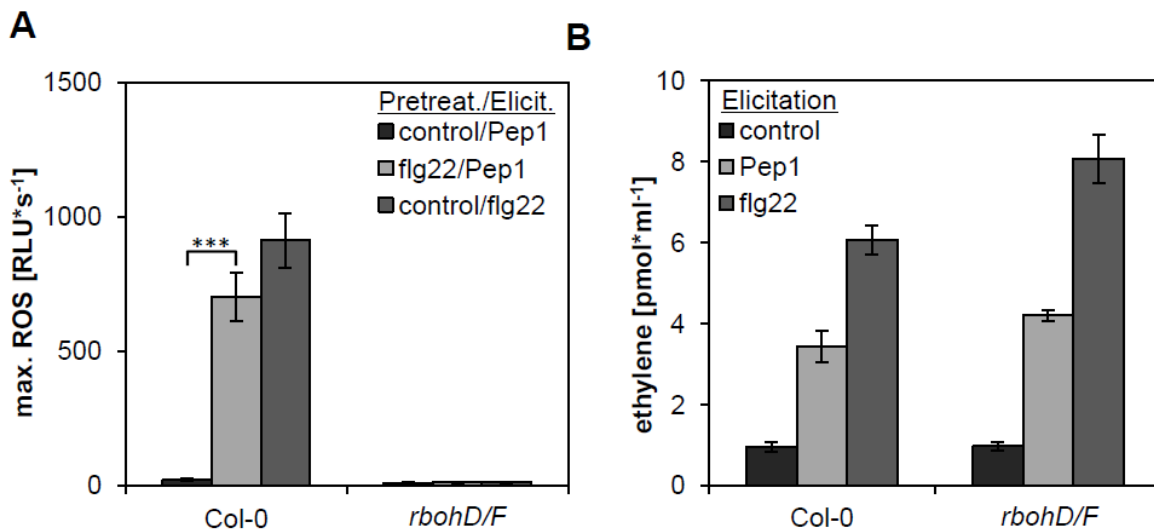 A
max. ROS [RLU*s⁻¹]
1500
1000
500
0
Pretreat./Elicit.
control/Pep1
flg22/Pep1
control/flg22
***
Col-0
rbohD/F
B
ethylene [pmol*ml⁻¹]
10
8
6
4
2
0
Elicitation
control
Pep1
flg22
Col-0
rbohD/F